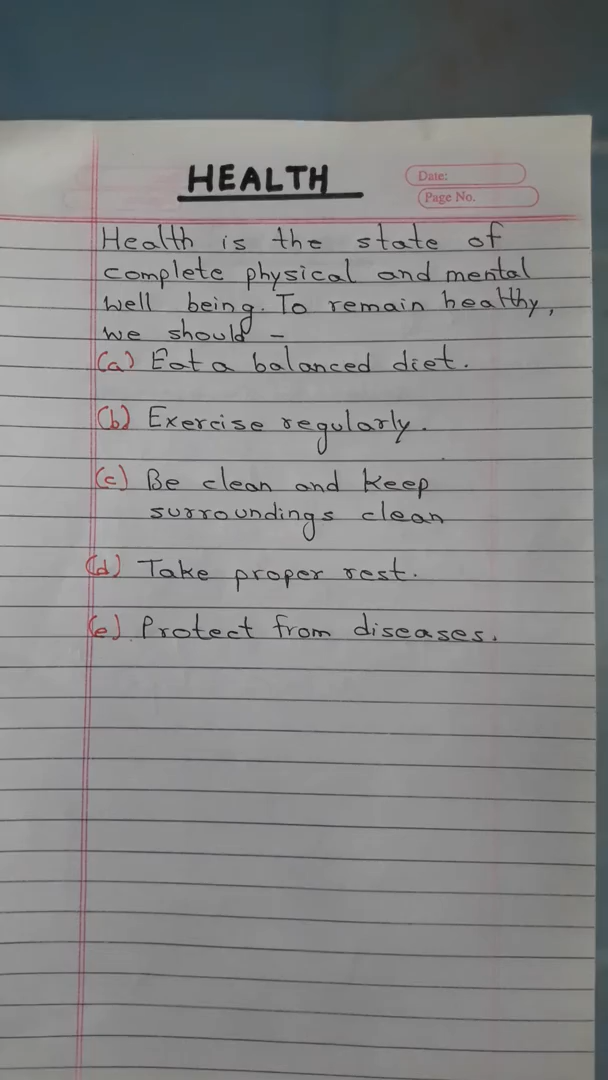 HEALTH
Date:
Page No.
Health is the state of
complete physical and mental
well being. To remain healthy,
we should -
(a) Eat a balanced diet.
(b) Exercise regularly.
(c) Be clean and keep
surroundings clean
(d) Take proper rest.
(e) Protect from diseases.